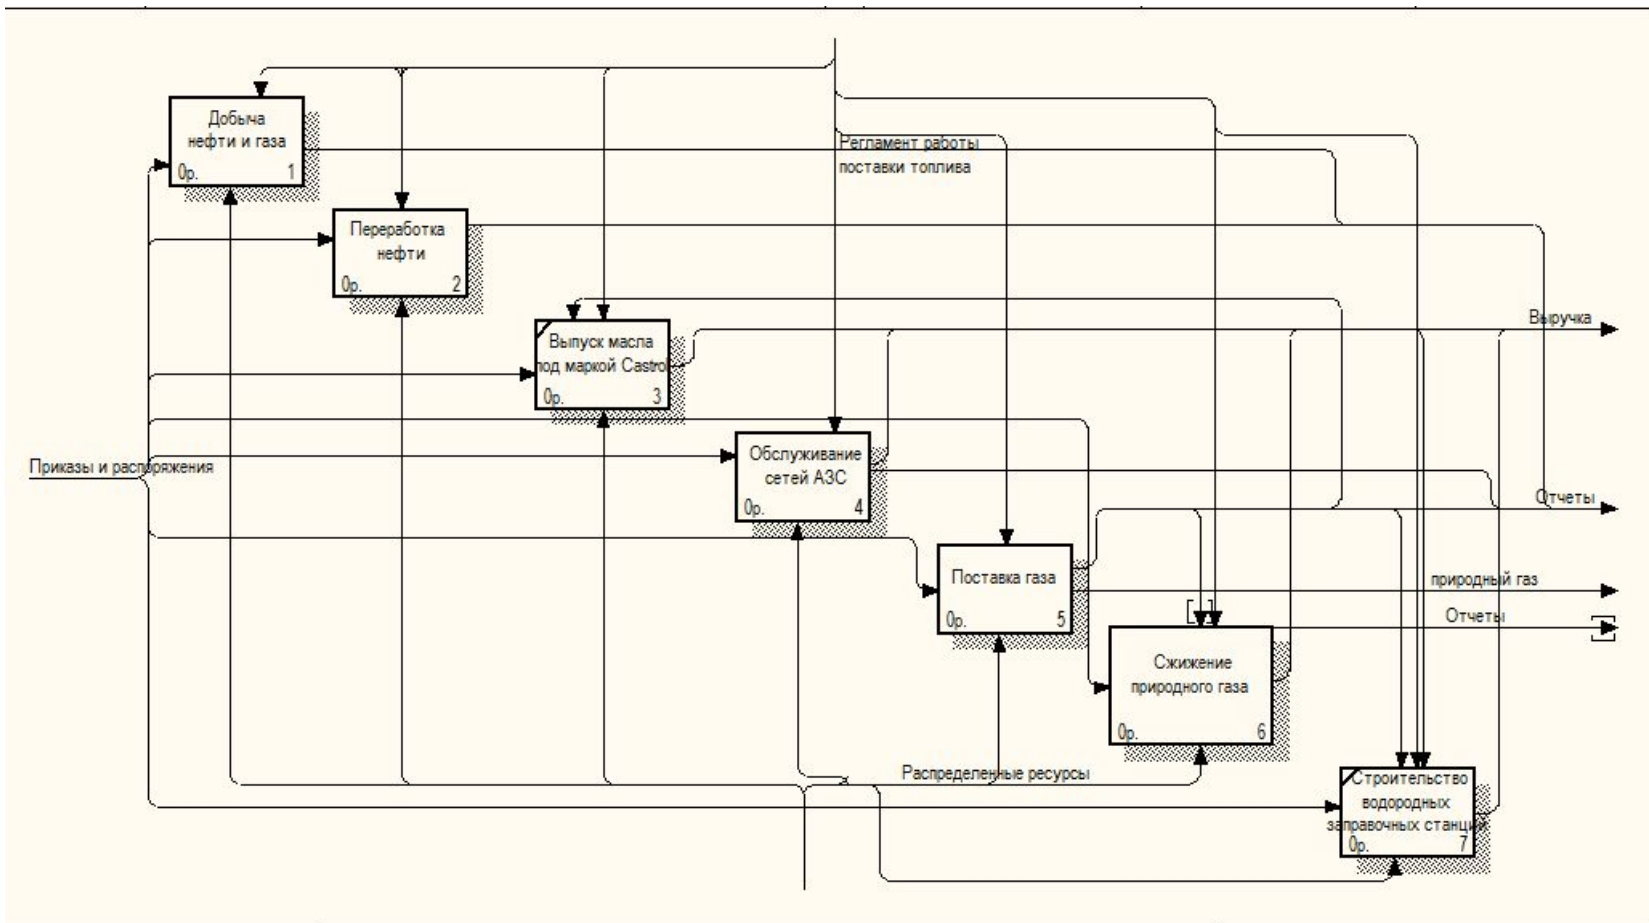 Добыча
нефти и газа
0р. 1
Регламент работы
поставки топлива
Переработка
нефти
0р. 2
Выручка
Выпуск масла
под маркой Castrol
0р. 3
Приказы и распоряжения
Обслуживание
сетей АЗС
0р. 4
Отчеты
Поставка газа
0р. 5
природный газ
Отчеты
Сжижение
природного газа
0р. 6
Распределенные ресурсы
Строительство
водородных
заправочных станций
0р. 7